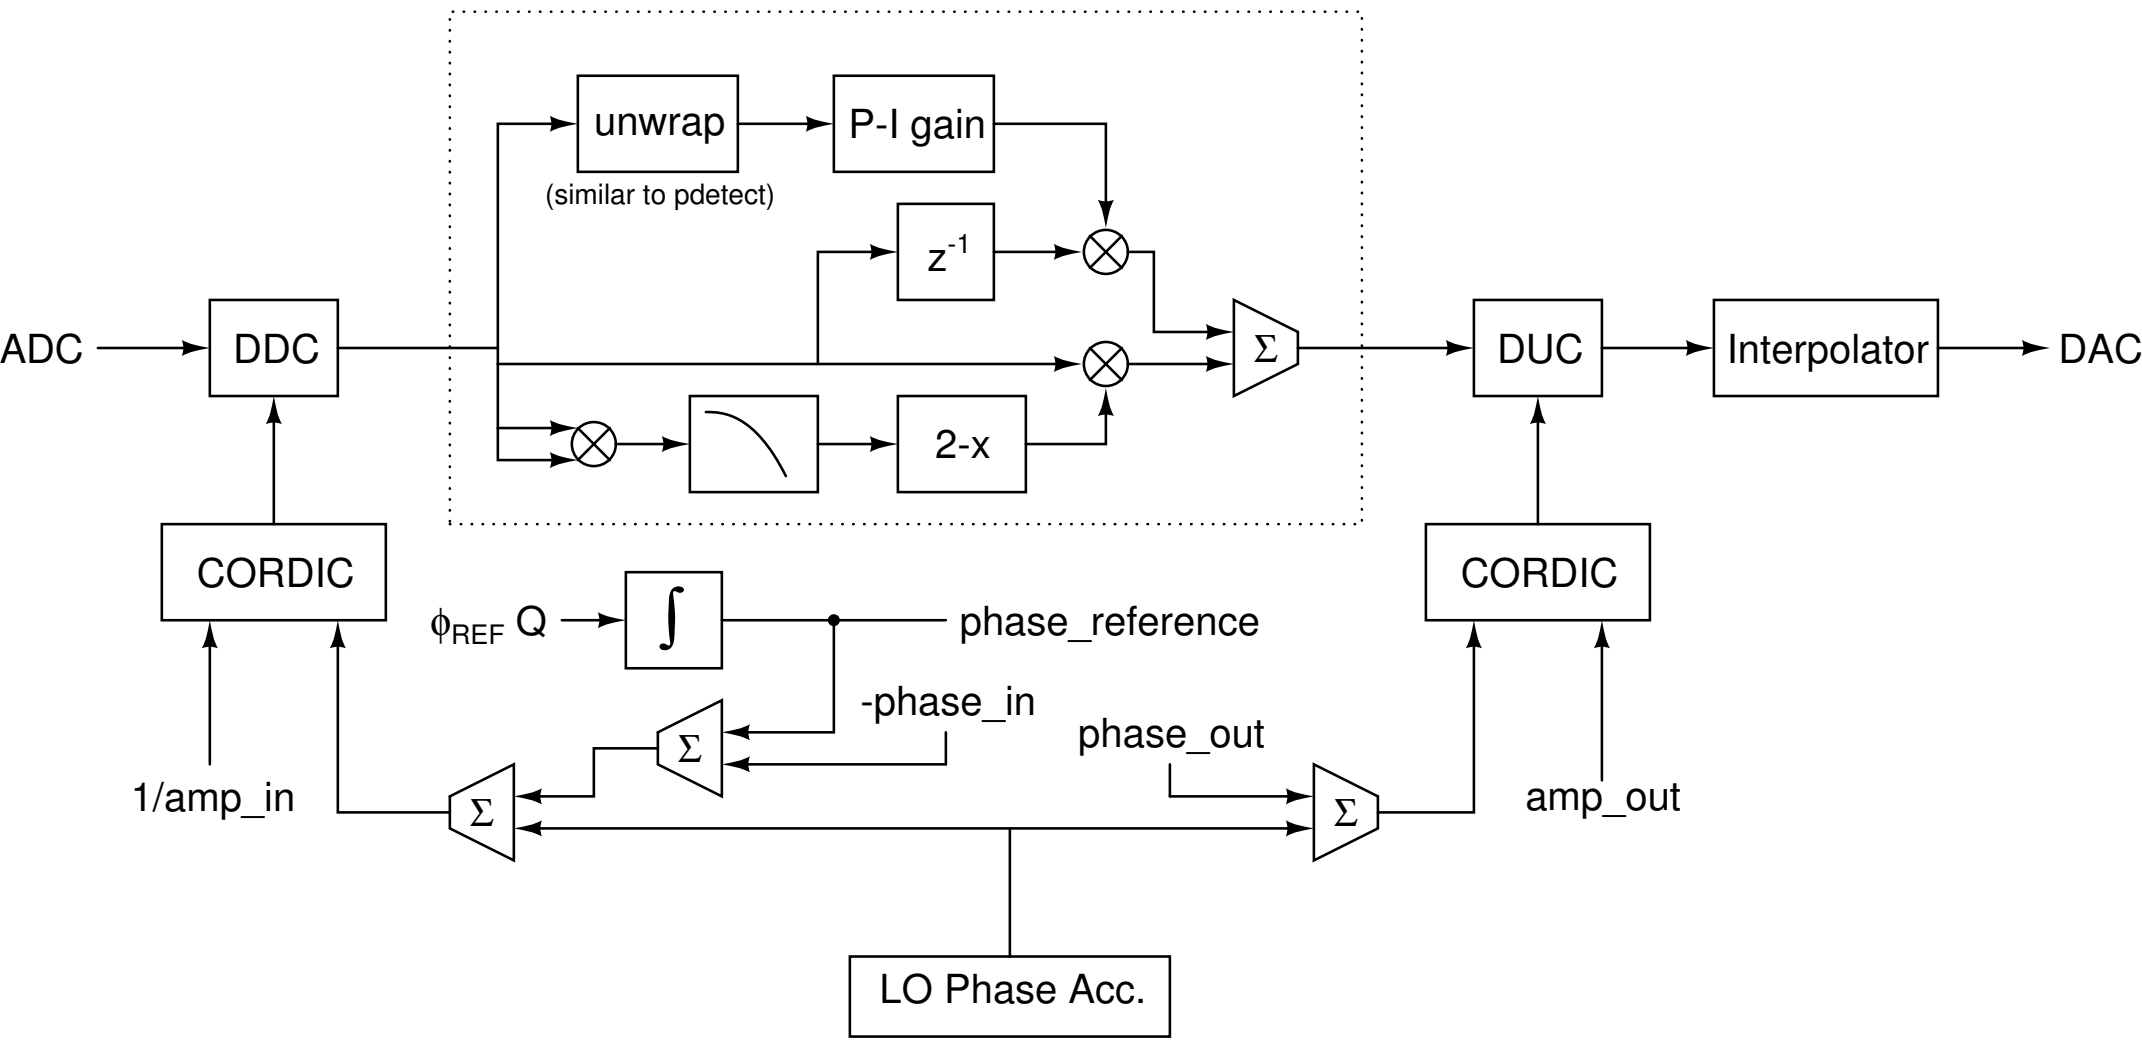 unwrap
P-I gain
(similar to pdetect)
z⁻¹
ADC
DDC
Σ
DUC
Interpolator
DAC
2-x
CORDIC
CORDIC
ϕREF Q
∫
phase_reference
-phase_in
phase_out
Σ
1/amp_in
Σ
Σ
amp_out
LO Phase Acc.